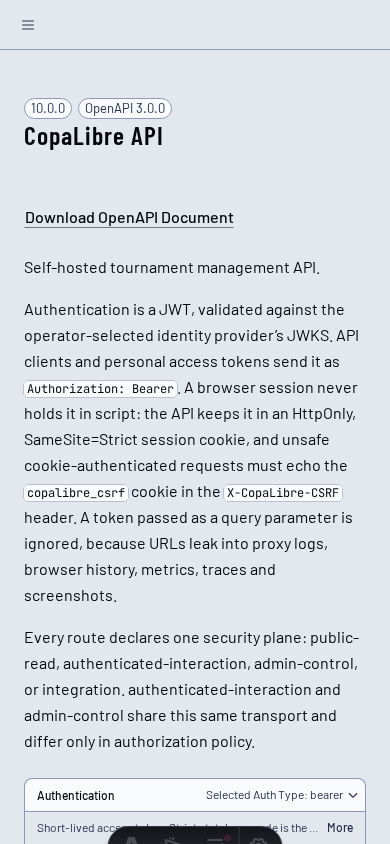 10.0.0 OpenAPI 3.0.0
CopaLibre API
Download OpenAPI Document
Self-hosted tournament management API.
Authentication is a JWT, validated against the
operator-selected identity provider’s JWKS. API
clients and personal access tokens send it as
Authorization: Bearer. A browser session never
holds it in script: the API keeps it in an HttpOnly,
SameSite=Strict session cookie, and unsafe
cookie-authenticated requests must echo the
copalibre_csrf cookie in the X-CopaLibre-CSRF
header. A token passed as a query parameter is
ignored, because URLs leak into proxy logs,
browser history, metrics, traces and
screenshots.
Every route declares one security plane: public-
read, authenticated-interaction, admin-control,
or integration. authenticated-interaction and
admin-control share this same transport and
differ only in authorization policy.
Authentication Selected Auth Type: bearer
Short-lived is the ... More